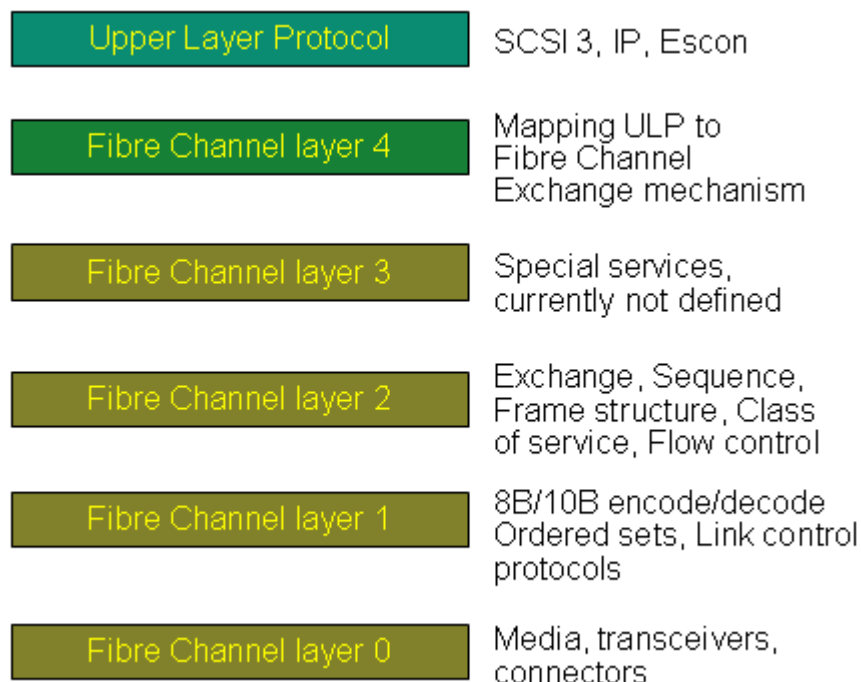 Upper Layer Protocol
SCSI 3, IP, Escon
Fibre Channel layer 4
Mapping ULP to
Fibre Channel
Exchange mechanism
Fibre Channel layer 3
Special services,
currently not defined
Fibre Channel layer 2
Exchange, Sequence,
Frame structure, Class
of service, Flow control
Fibre Channel layer 1
8B/10B encode/decode
Ordered sets, Link control
protocols
Fibre Channel layer 0
Media, transceivers,
connectors